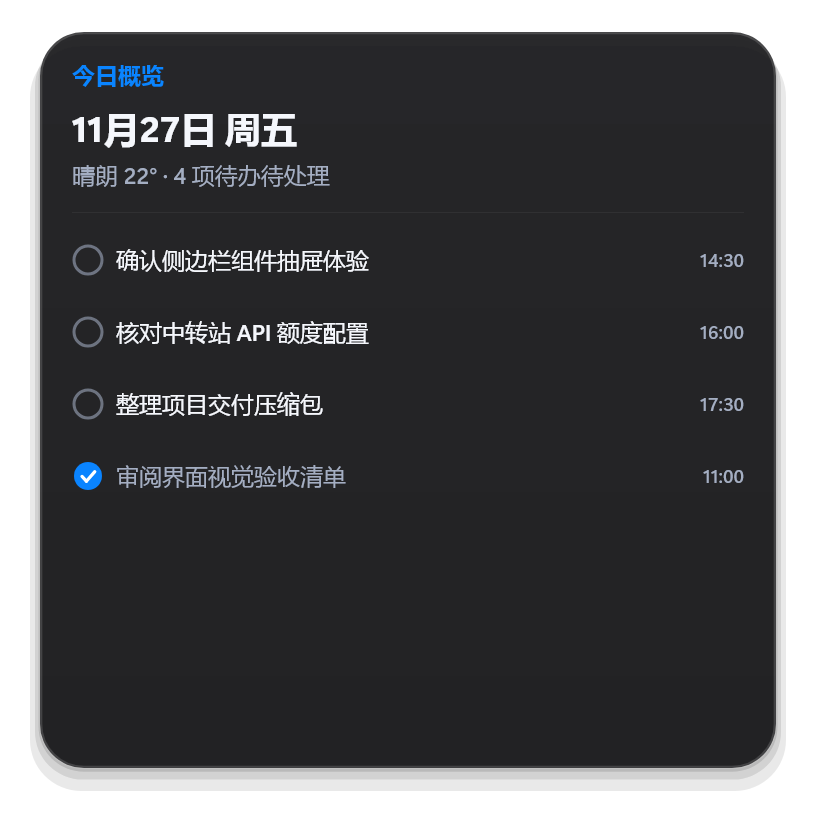 今日概览
11月27日 周五
晴朗 22° · 4 项待办待处理
确认侧边栏组件抽屉体验 14:30
核对中转站 API 额度配置 16:00
整理项目交付压缩包 17:30
审阅界面视觉验收清单 11:00